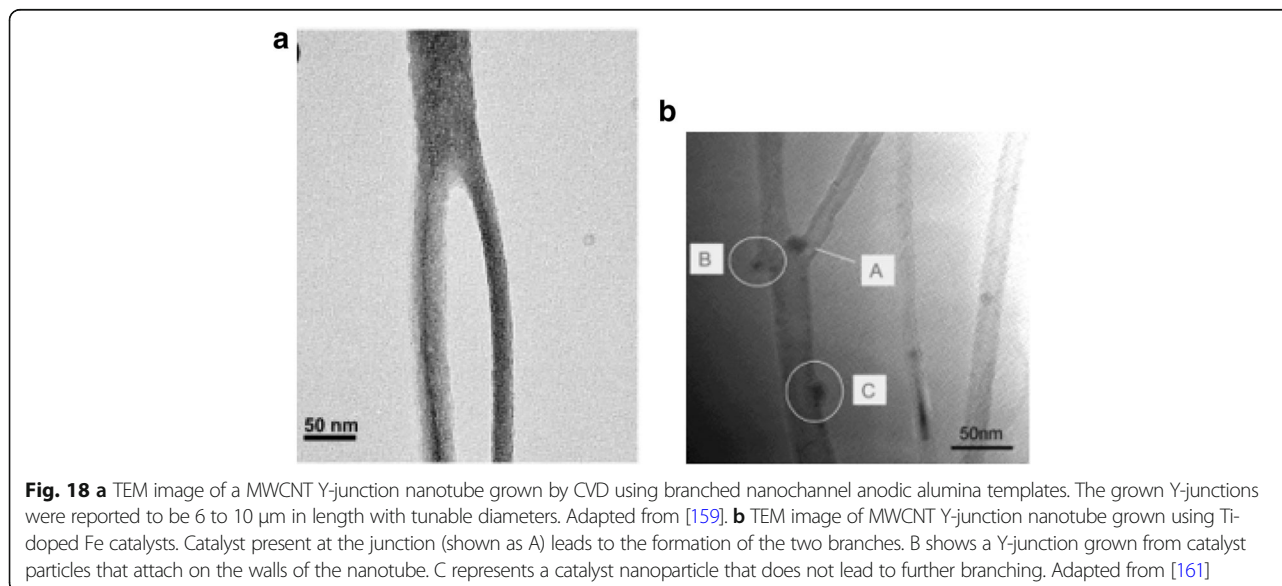 a
b
B
A
C
50 nm
50nm
Fig. 18 a TEM image of a MWCNT Y-junction nanotube grown by CVD using branched nanochannel anodic alumina templates. The grown Y-junctions
were reported to be 6 to 10 μm in length with tunable diameters. Adapted from [159]. b TEM image of MWCNT Y-junction nanotube grown using Ti-
doped Fe catalysts. Catalyst present at the junction (shown as A) leads to the formation of the two branches. B shows a Y-junction grown from catalyst
particles that attach on the walls of the nanotube. C represents a catalyst nanoparticle that does not lead to further branching. Adapted from [161]